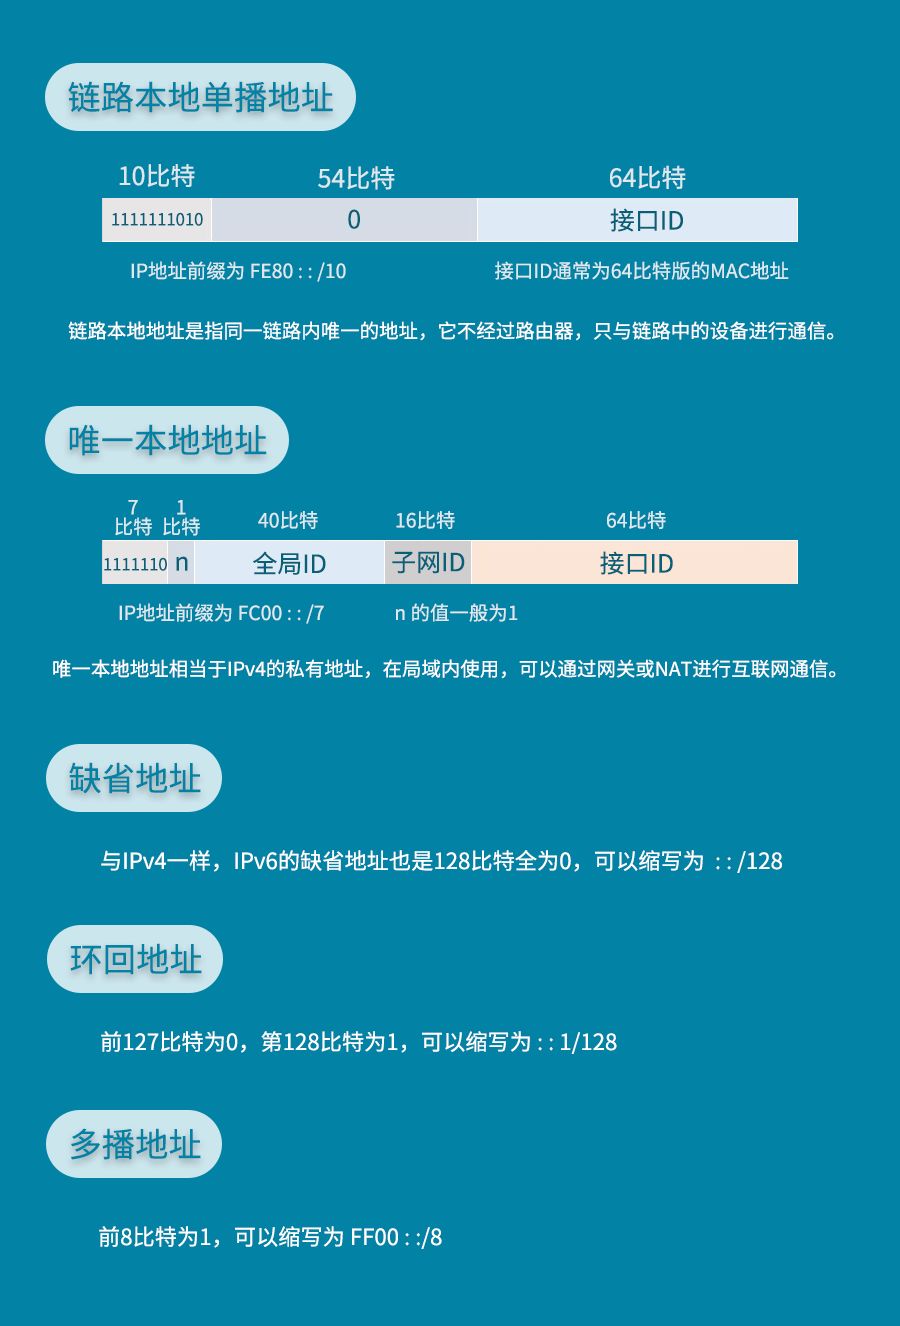 链路本地单播地址
10比特 54比特 64比特
1111111010 0 接口ID
IP地址前缀为 FE80 : : /10 接口ID通常为64比特版的MAC地址
链路本地地址是指同一链路内唯一的地址，它不经过路由器，只与链路中的设备进行通信。
唯一本地地址
7 1
比特 比特 40比特 16比特 64比特
1111110 n 全局ID 子网ID 接口ID
IP地址前缀为 FC00 : : /7 n 的值一般为1
唯一本地地址相当于IPv4的私有地址，在局域内使用，可以通过网关或NAT进行互联网通信。
缺省地址
与IPv4一样，IPv6的缺省地址也是128比特全为0，可以缩写为 : : /128
环回地址
前127比特为0，第128比特为1，可以缩写为 : : 1/128
多播地址
前8比特为1，可以缩写为 FF00 : :/8